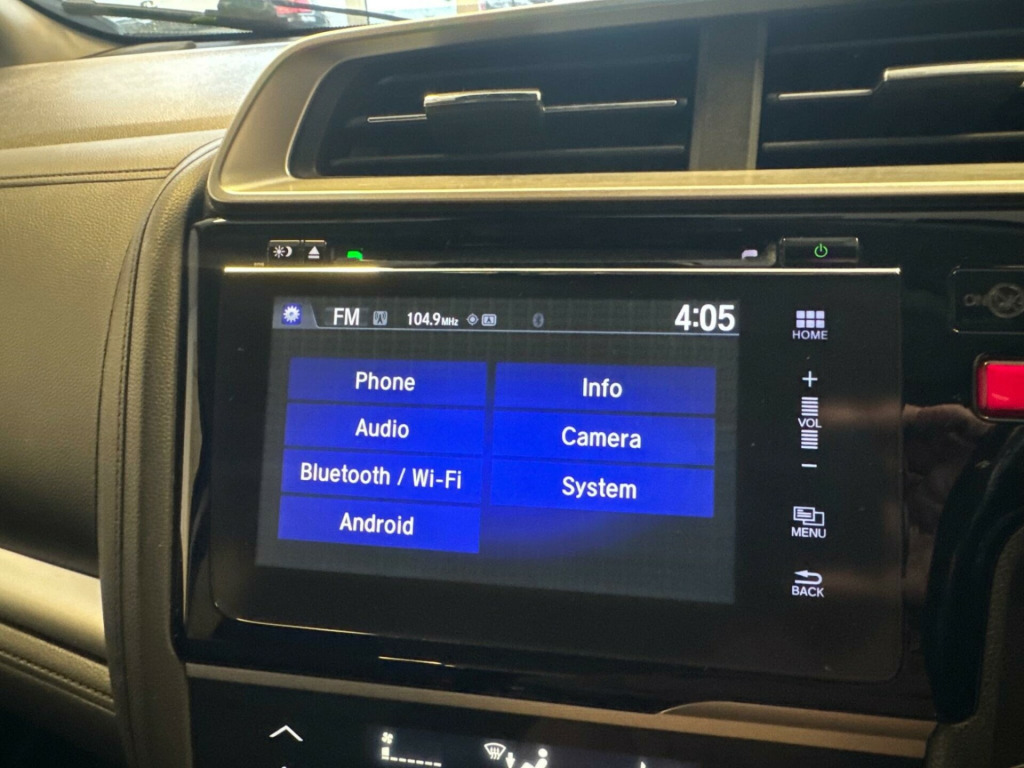 FM 104.9MHz 4:05
HOME
Phone
Info
Audio
VOL
Camera
Bluetooth / Wi-Fi
System
Android
MENU
BACK